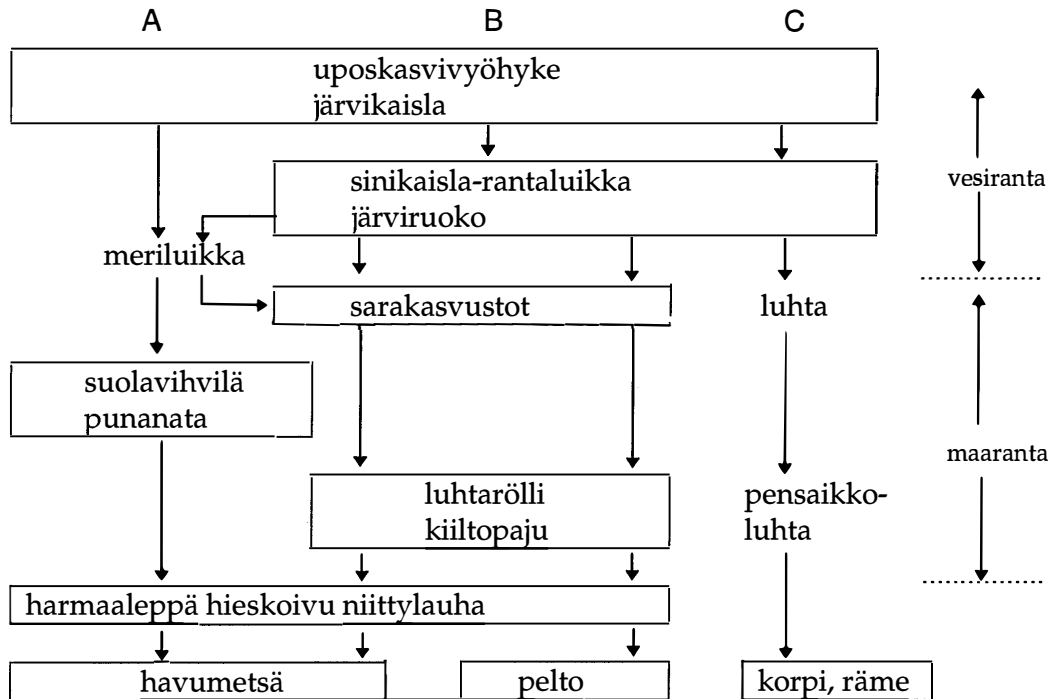 A B C
uposkasvivyöhyke
järvikaisla
sinikaisla-rantaluikka
järviruoko
vesiranta
meriluikka
sarakasvustot
luhta
suolavihvilä
punanata
maaranta
luhtarölli
kiiltopaju
pensaikko-
luhta
harmaaleppä hieskoivu niittylauha
havumetsä
pelto
korpi, räme